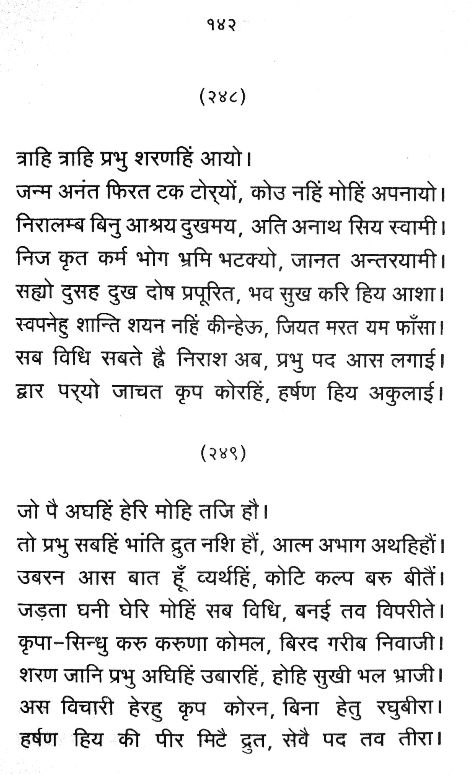 १४२
(२४८)
त्राहि त्राहि प्रभु शरणहिं आयो।
जन्म अनंत फिरत टक टोर्‌यों, कोउ नहिं मोहिं अपनायो।
निरालम्ब बिनु आश्रय दुखमय, अति अनाथ सिय स्वामी।
निज कृत कर्म भोग भ्रमि भटक्यो, जानत अन्तरयामी।
सह्यो दुसह दुख दोष प्रपूरित, भव सुख करि हिय आशा।
स्वपनेहु शान्ति शयन नहिं कीन्हेऊ, जियत मरत यम फाँसा।
सब विधि सबते ह्वै निराश अब, प्रभु पद आस लगाई।
द्वार पर्‌यो जाचत कृप कोरहिं, हर्षण हिय अकुलाई।
(२४९)
जो पै अघहिं हेरि मोहि तजि हौ।
तो प्रभु सबहिं भांति द्रुत नशि हौं, आत्म अभाग अथहिहौं।
उबरन आस बात हूँ व्यर्थहिं, कोटि कल्प बरु बीतैं।
जड़ता घनी घेरि मोहिं सब विधि, बनई तव विपरीते।
कृपा-सिन्धु करु करुणा कोमल, बिरद गरीब निवाजी।
शरण जानि प्रभु अघिहिं उबारहिं, होहि सुखी भल भ्राजी।
अस विचारी हेरहु कृप कोरन, बिना हेतु रघुबीरा।
हर्षण हिय की पीर मिटै द्रुत, सेवै पद तव तीरा।